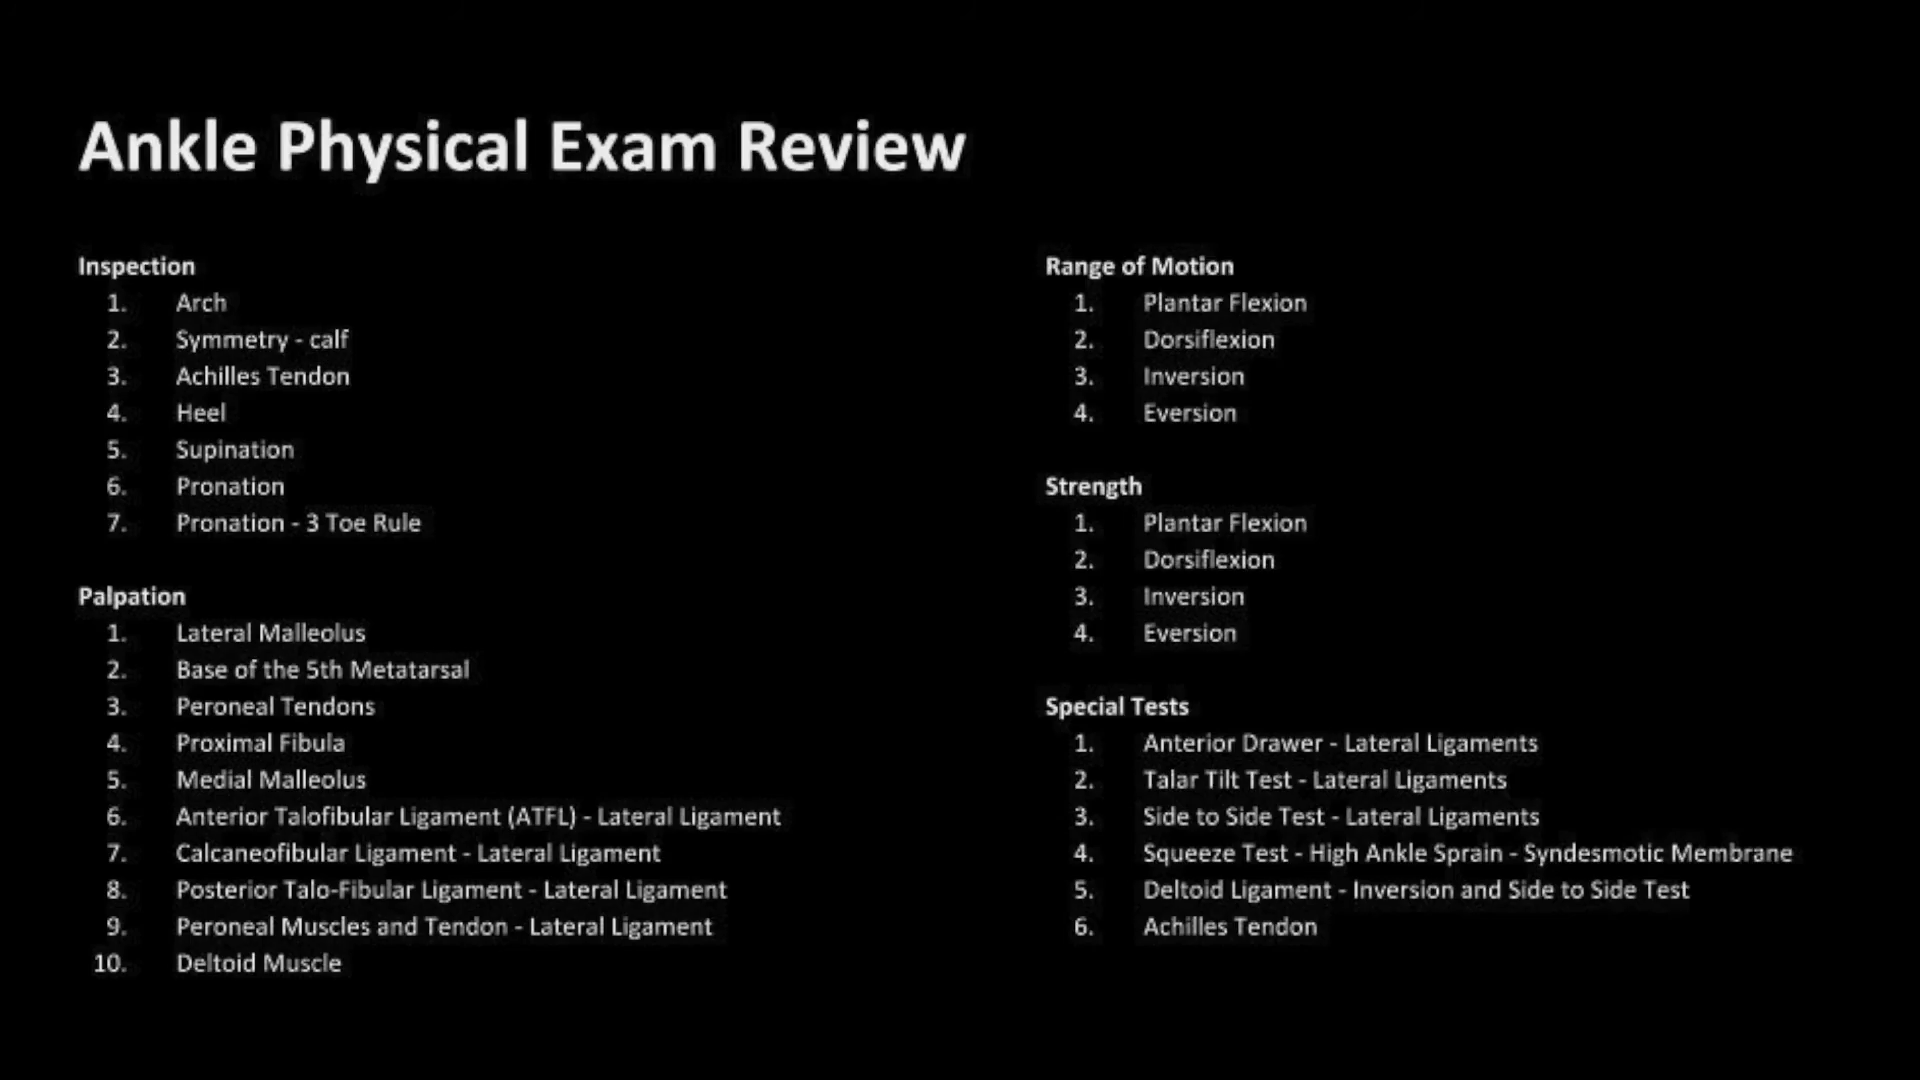 Ankle Physical Exam Review
Inspection
1. Arch
2. Symmetry - calf
3. Achilles Tendon
4. Heel
5. Supination
6. Pronation
7. Pronation - 3 Toe Rule
Palpation
1. Lateral Malleolus
2. Base of the 5th Metatarsal
3. Peroneal Tendons
4. Proximal Fibula
5. Medial Malleolus
6. Anterior Talofibular Ligament (ATFL) - Lateral Ligament
7. Calcaneofibular Ligament - Lateral Ligament
8. Posterior Talo-Fibular Ligament - Lateral Ligament
9. Peroneal Muscles and Tendon - Lateral Ligament
10. Deltoid Muscle
Range of Motion
1. Plantar Flexion
2. Dorsiflexion
3. Inversion
4. Eversion
Strength
1. Plantar Flexion
2. Dorsiflexion
3. Inversion
4. Eversion
Special Tests
1. Anterior Drawer - Lateral Ligaments
2. Talar Tilt Test - Lateral Ligaments
3. Side to Side Test - Lateral Ligaments
4. Squeeze Test - High Ankle Sprain - Syndesmotic Membrane
5. Deltoid Ligament - Inversion and Side to Side Test
6. Achilles Tendon